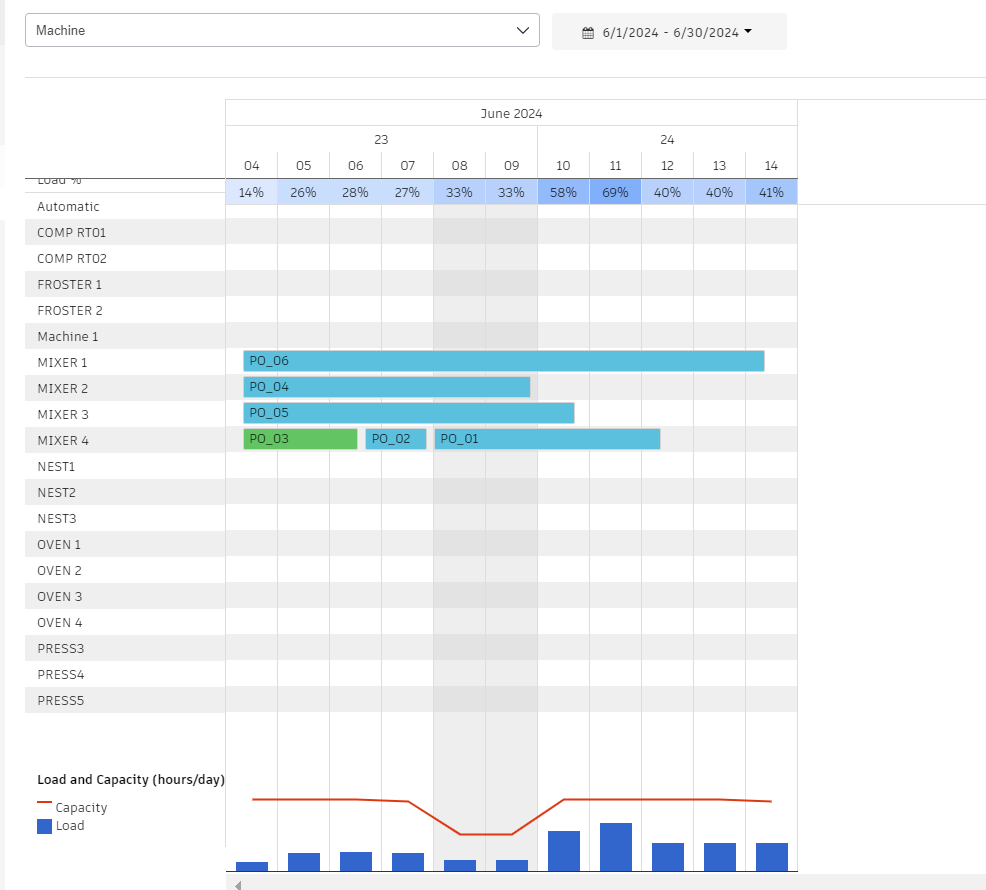 Machine
6/1/2024 - 6/30/2024
June 2024
23 24
04 05 06 07 08 09 10 11 12 13 14
Load %
14% 26% 28% 27% 33% 33% 58% 69% 40% 40% 41%
Automatic
COMP RT01
COMP RT02
FROSTER 1
FROSTER 2
Machine 1
MIXER 1 PO_06
MIXER 2 PO_04
MIXER 3 PO_05
MIXER 4 PO_03 PO_02 PO_01
NEST1
NEST2
NEST3
OVEN 1
OVEN 2
OVEN 3
OVEN 4
PRESS3
PRESS4
PRESS5
Load and Capacity (hours/day)
Capacity
Load